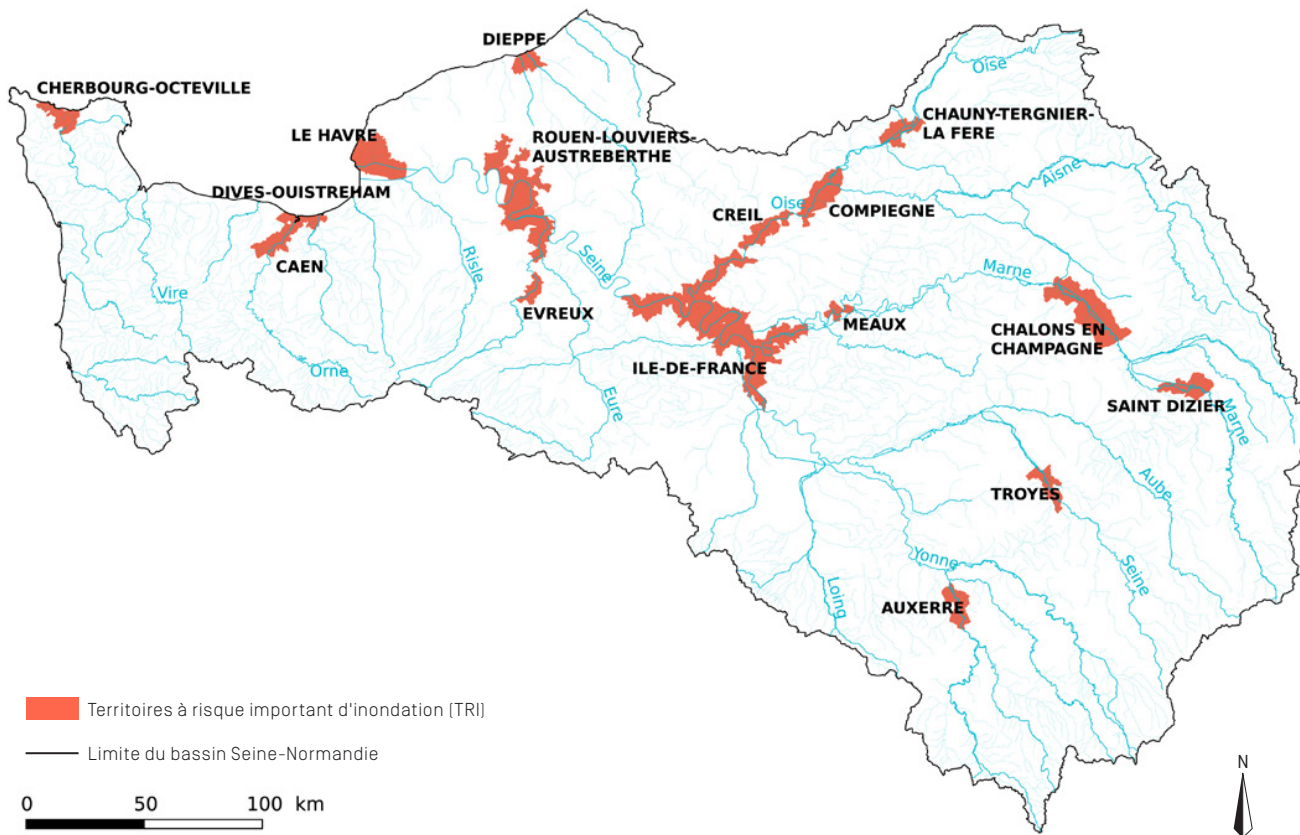 DIEPPE
Oise
CHERBOURG-OCTEVILLE
CHAUNY-TERGNIER-
LA FERE
LE HAVRE
ROUEN-LOUVIERS-
AUSTREBERTHE
Aisne
DIVES-OUISTREHAM
Oise
COMPIEGNE
CREIL
CAEN
Risle
Seine
Marne
Vire
EVREUX
MEAUX
CHALONS EN
CHAMPAGNE
ILE-DE-FRANCE
Orne
Eure
SAINT DIZIER
Marne
Aube
TROYES
Yonne
Seine
Loing
AUXERRE
Territoires à risque important d'inondation (TRI)
Limite du bassin Seine-Normandie
0 50 100 km
N